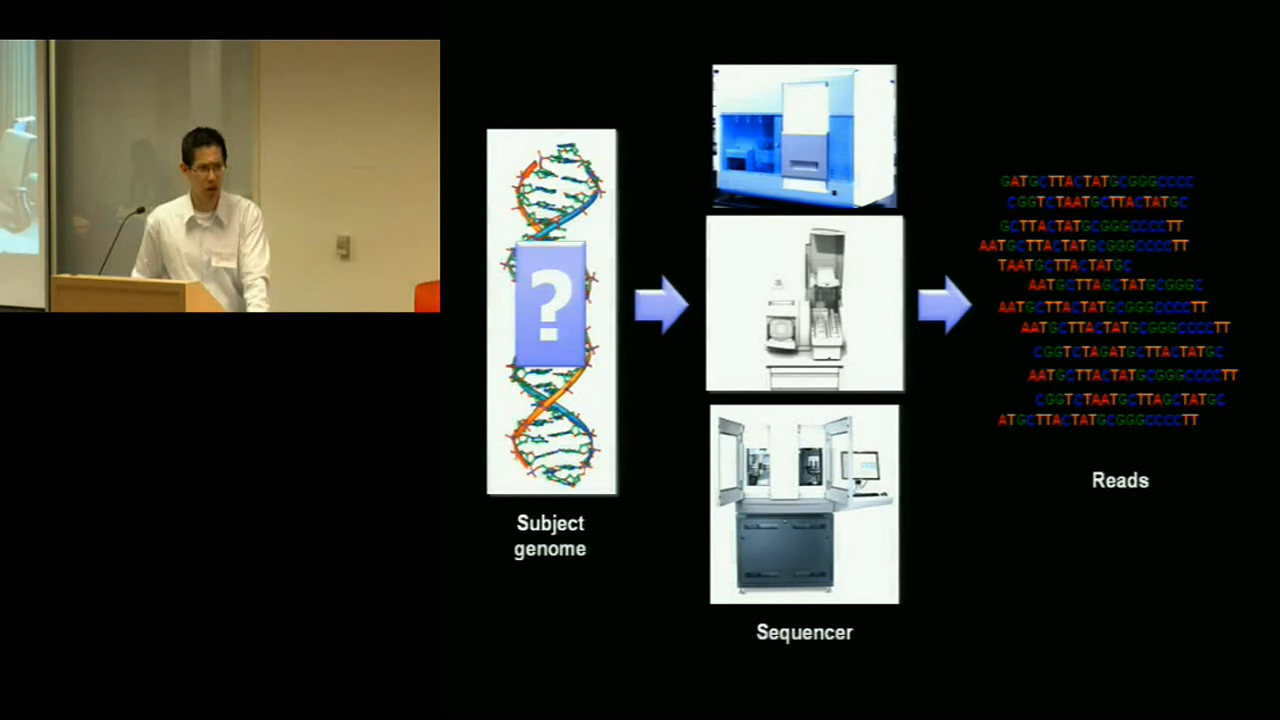 ?
Subject
genome
Sequencer
GATGCTTACTATGCGGGCCCC
CGGTCTAATGCTTACTATGC
GCTTACTATGCGGGCCCCTT
AATGCTTACTATGCGGGCCCCTT
TAATGCTTACTATGC
AATGCTTAGCTATGCGGGC
AATGCTTACTATGCGGGCCCCTT
AATGCTTACTATGCGGGCCCCTT
CGGTCTAGATGCTTACTATGC
AATGCTTACTATGCGGGCCCCTT
CGGTCTAATGCTTAGCTATGC
ATGCTTACTATGCGGGCCCCTT
Reads